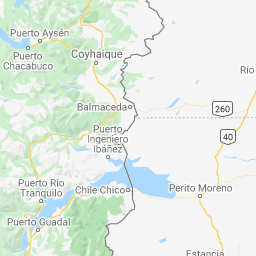 Puerto Aysén
Coyhaique
Puerto
Chacabuco
Río
Balmaceda
260
Puerto
Ingeniero
Ibáñez
40
Puerto Río
Tranquilo
Chile Chico
Perito Moreno
Puerto Guadal
Estancia